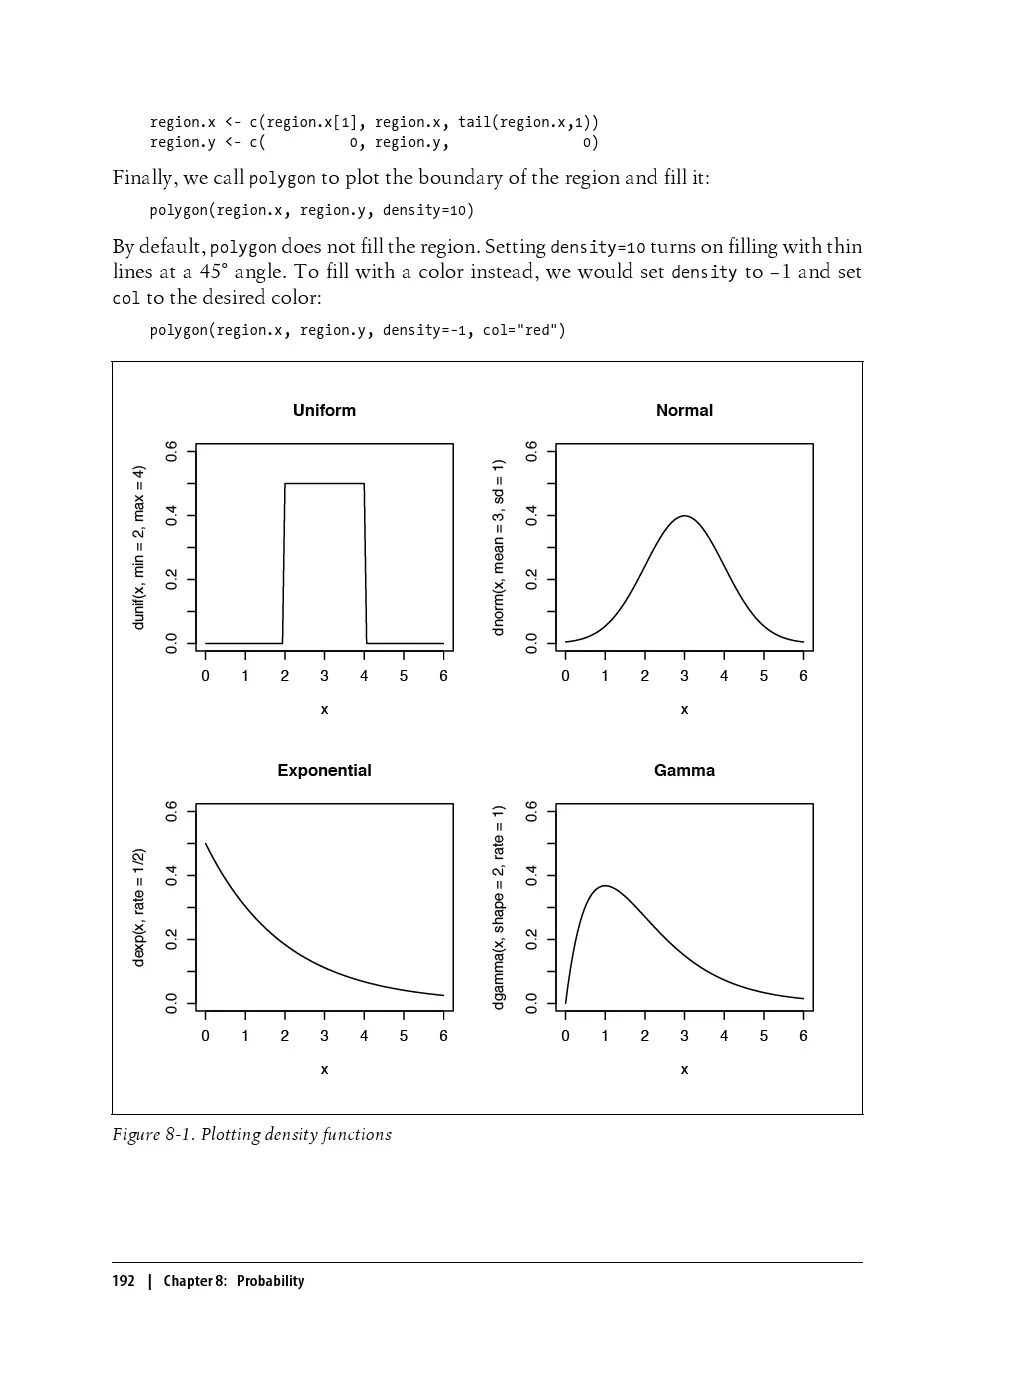 region.x <- c(region.x[1], region.x, tail(region.x,1))
region.y <- c(          0, region.y,                0)
Finally, we call polygon to plot the boundary of the region and fill it:
polygon(region.x, region.y, density=10)
By default, polygon does not fill the region. Setting density=10 turns on filling with thin
lines at a 45° angle. To fill with a color instead, we would set density to –1 and set
col to the desired color:
polygon(region.x, region.y, density=-1, col="red")
Uniform
dunif(x, min = 2, max = 4)
0.6
0.4
0.2
0.0
0 1 2 3 4 5 6
x
Normal
dnorm(x, mean = 3, sd = 1)
0.6
0.4
0.2
0.0
0 1 2 3 4 5 6
x
Exponential
dexp(x, rate = 1/2)
0.6
0.4
0.2
0.0
0 1 2 3 4 5 6
x
Gamma
dgamma(x, shape = 2, rate = 1)
0.6
0.4
0.2
0.0
0 1 2 3 4 5 6
x
Figure 8-1. Plotting density functions
192 | Chapter 8: Probability